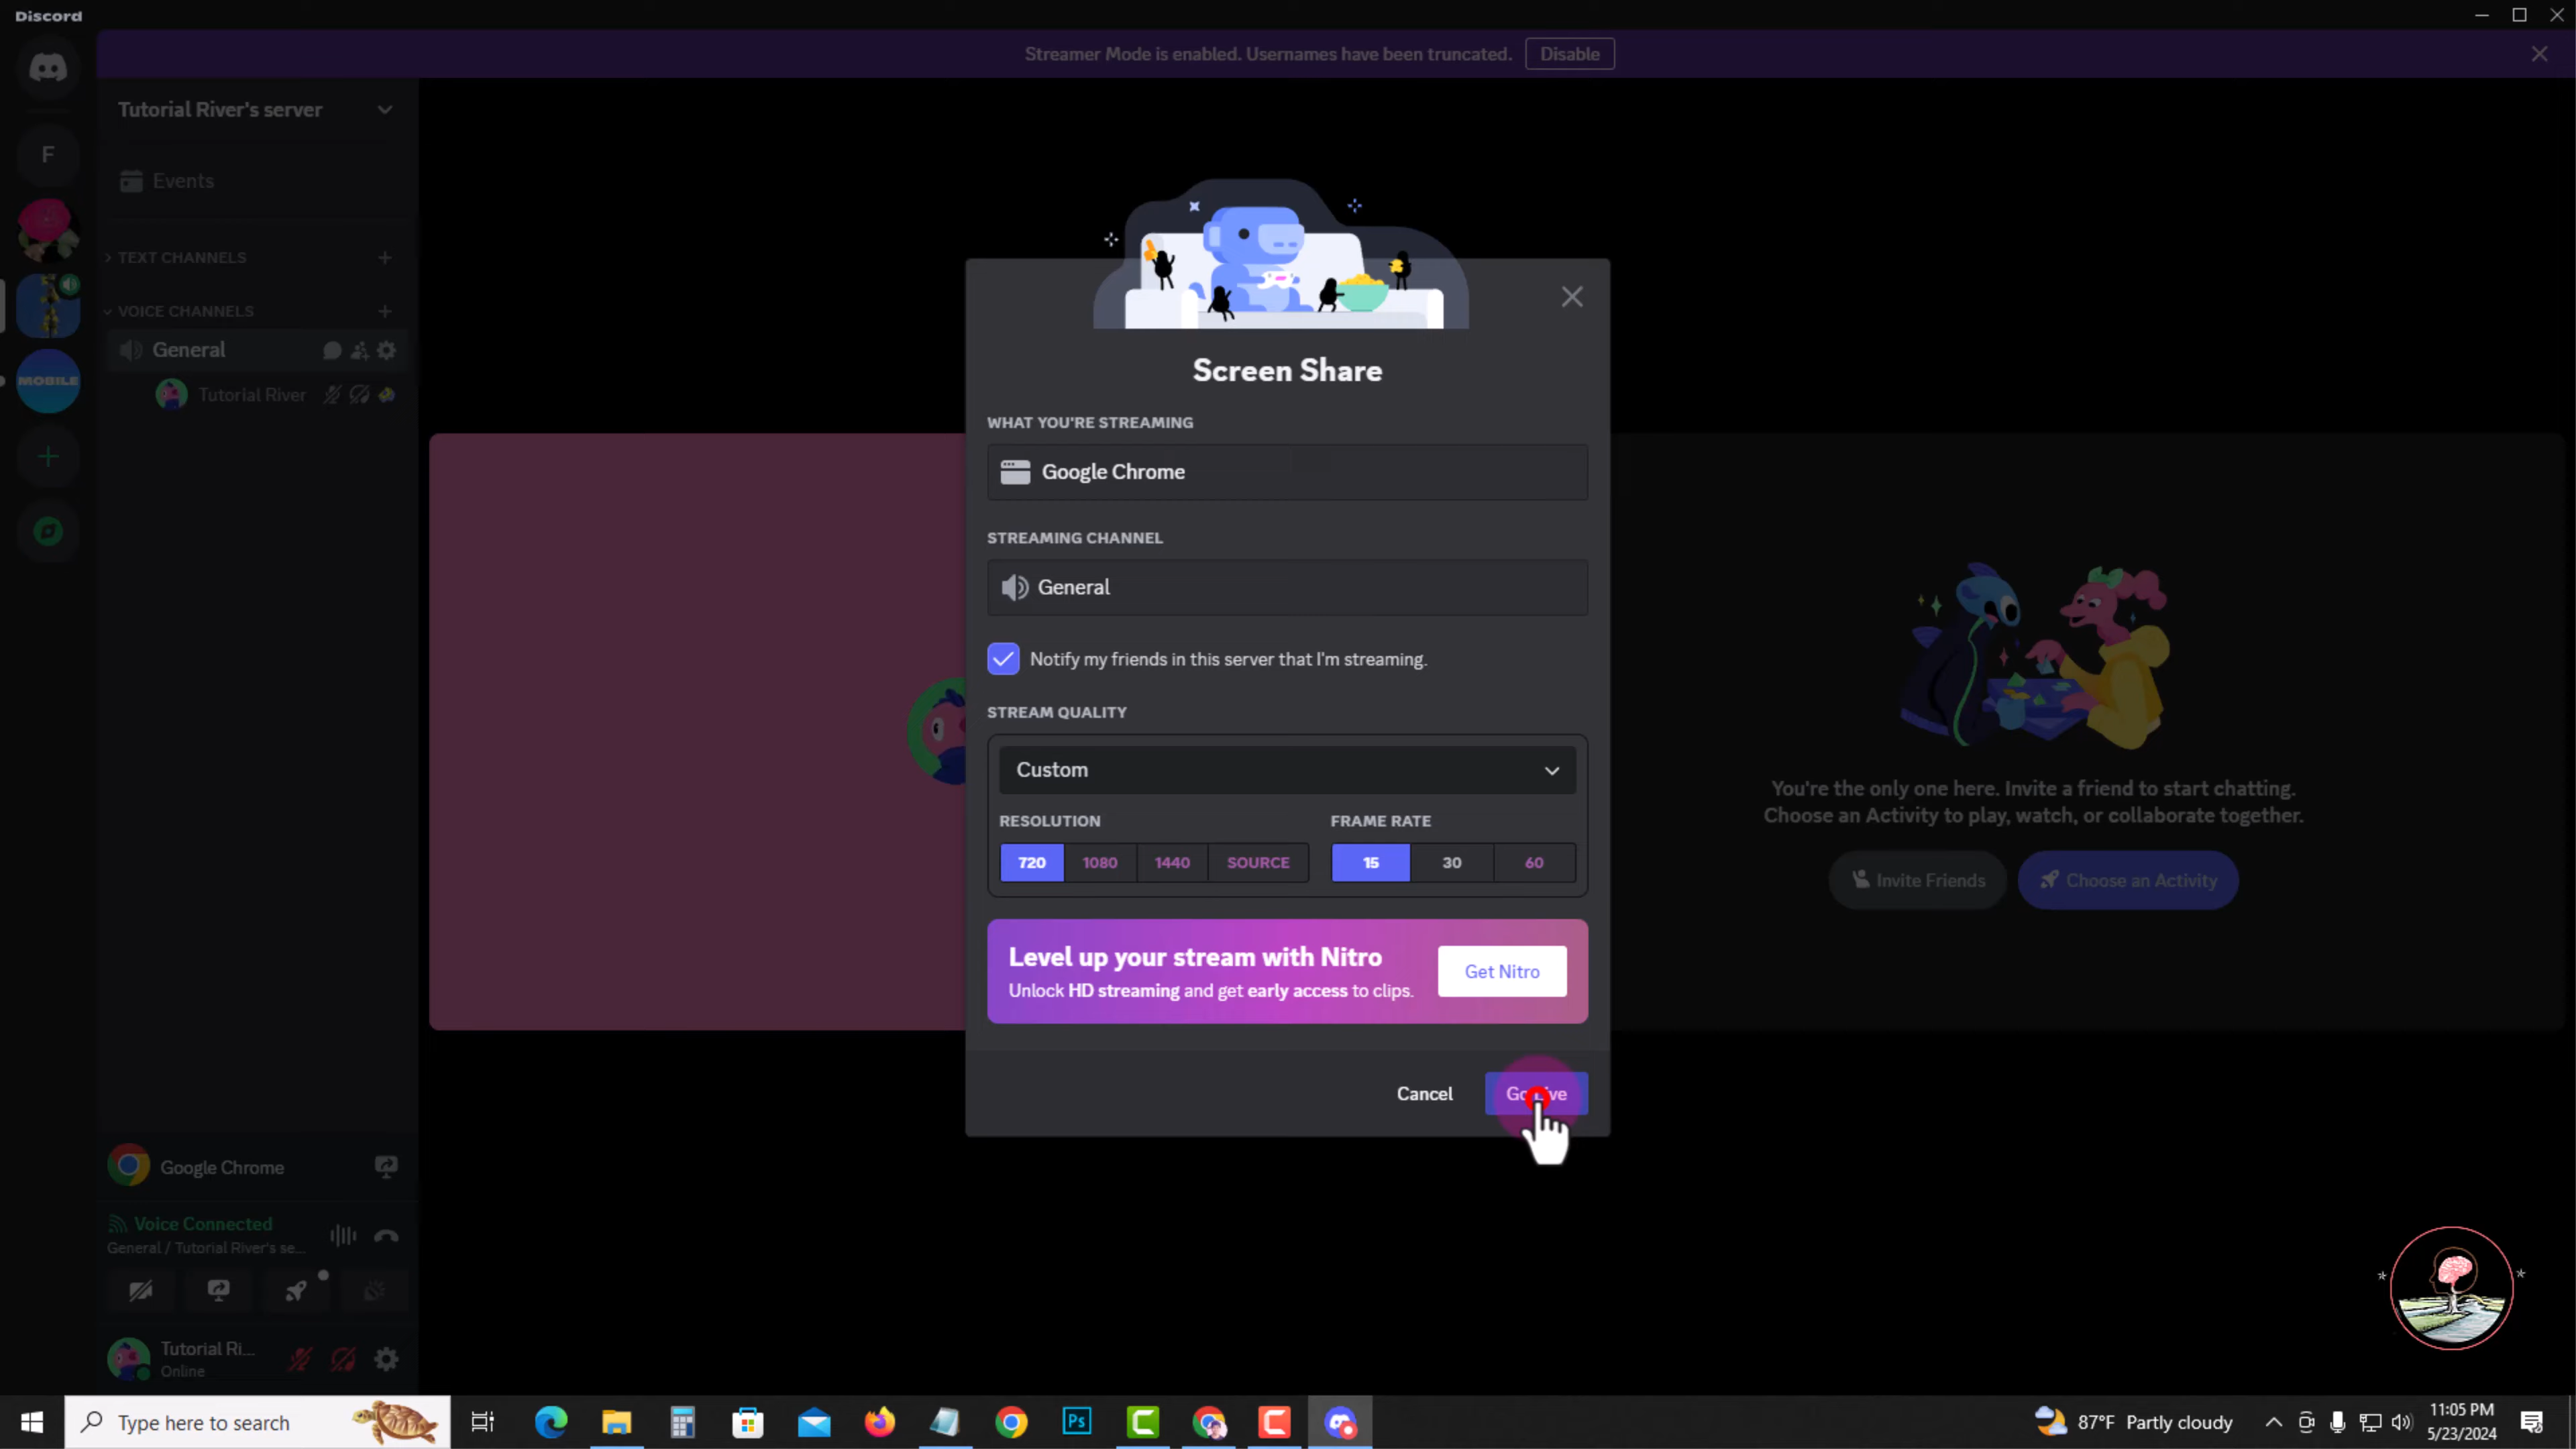 Discord
Streamer Mode is enabled. Usernames have been truncated.
Disable
Tutorial River's server
F
Events
TEXT CHANNELS
VOICE CHANNELS
General
Tutorial River
MOBILE
Screen Share
WHAT YOU'RE STREAMING
Google Chrome
STREAMING CHANNEL
General
Notify my friends in this server that I'm streaming.
STREAM QUALITY
Custom
RESOLUTION
FRAME RATE
720 1080 1440 SOURCE
15 30 60
Level up your stream with Nitro
Unlock HD streaming and get early access to clips.
Get Nitro
Cancel
You're the only one here. Invite a friend to start chatting.
Choose an Activity to play, watch, or collaborate together.
Invite Friends
Choose an Activity
Google Chrome
Voice Connected
General / Tutorial River's se...
Tutorial Ri...
Online
Type here to search
Ps
87°F Partly cloudy
11:05 PM
5/23/2024